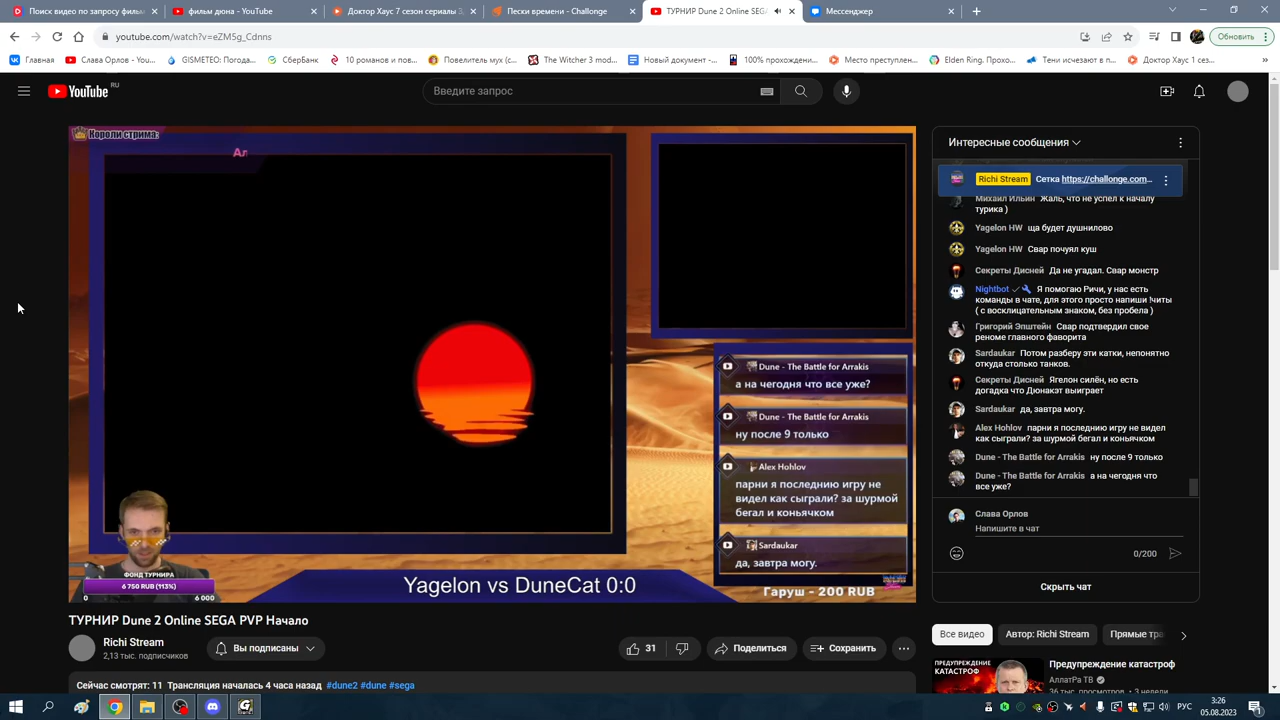 Поиск видео по запросу фильм
фильм дюна - YouTube
Доктор Хаус 7 сезон сериалы 3,
Пески времени - Challonge
ТУРНИР Dune 2 Online SEGA
Мессенджер
youtube.com/watch?v=eZM5g_Cdnns
Обновить
Главная
Слава Орлов - You...
GISMETEO: Погода...
СберБанк
10 романов и пов...
Повелитель мух (с...
The Witcher 3 mod...
Новый документ -...
100% прохождени...
Место преступлен...
Elden Ring. Прохо...
Тени исчезают в п...
Доктор Хаус 1 сез...
YouTube RU
Введите запрос
Короли стрима:
Ал
ФОНД ТУРНИРА
6 750 RUB (113%)
0 6 000
Dune - The Battle for Arrakis
а на чегодня что все уже?
Dune - The Battle for Arrakis
ну после 9 только
Alex Hohlov
парни я последнию игру не
видел как сыграли? за шурмой
бегал и коньячком
Sardaukar
да, завтра могу.
Yagelon vs DuneCat 0:0
Гаруш - 200 RUB
Интересные сообщения
Richi Stream Сетка https://challonge.com...
Михаил Ильин Жаль, что не успел к началу
турика )
Yagelon HW ща будет душнилово
Yagelon HW Свар почуял куш
Секреты Дисней Да не угадал. Свар монстр
Nightbot Я помогаю Ричи, у нас есть
команды в чате, для этого просто напиши !читы
( с восклицательным знаком, без пробела )
Григорий Эпштейн Свар подтвердил свое
реноме главного фаворита
Sardaukar Потом разберу эти катки, непонятно
откуда столько танков.
Секреты Дисней Ягелон силён, но есть
догадка что Дюнакэт выиграет
Sardaukar да, завтра могу.
Alex Hohlov парни я последнию игру не видел
как сыграли? за шурмой бегал и коньячком
Dune - The Battle for Arrakis ну после 9 только
Dune - The Battle for Arrakis а на чегодня что
все уже?
Слава Орлов
Напишите в чат
0/200
Скрыть чат
ТУРНИР Dune 2 Online SEGA PVP Начало
Richi Stream
2,13 тыс. подписчиков
Вы подписаны
31
Поделиться
Сохранить
Сейчас смотрят: 11 Трансляция началась 4 часа назад #dune2 #dune #sega
Все видео
Автор: Richi Stream
Прямые тра
ПРЕДУПРЕЖДЕНИЕ
КАТАСТРОФ
Предупреждение катастроф
АллатРа ТВ
36 тыс. просмотров • 3 недели
РУС
3:26
05.08.2023
1